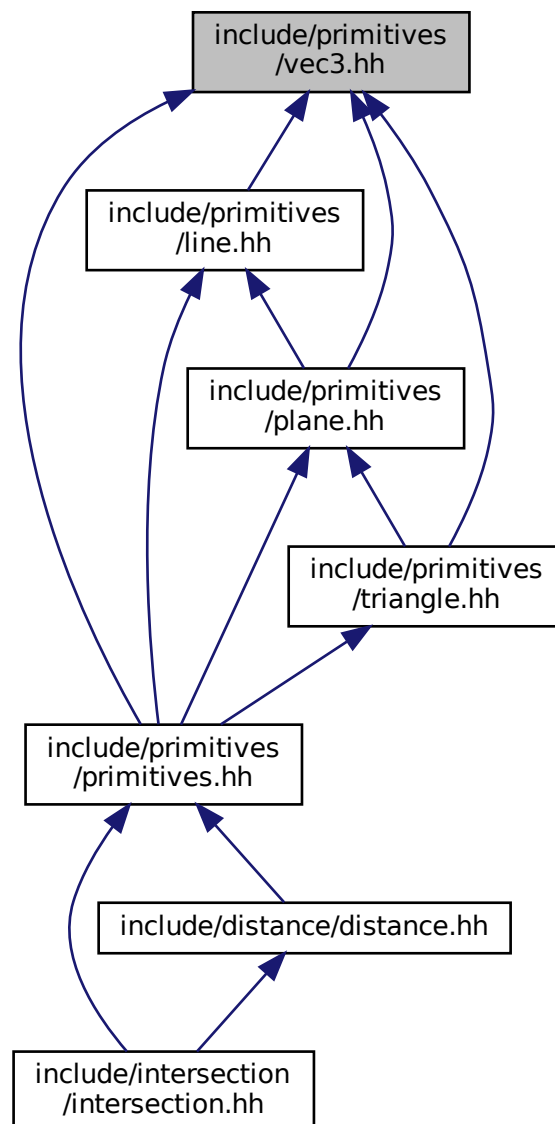 include/primitives
/vec3.hh
include/primitives
/line.hh
include/primitives
/plane.hh
include/primitives
/triangle.hh
include/primitives
/primitives.hh
include/distance/distance.hh
include/intersection
/intersection.hh